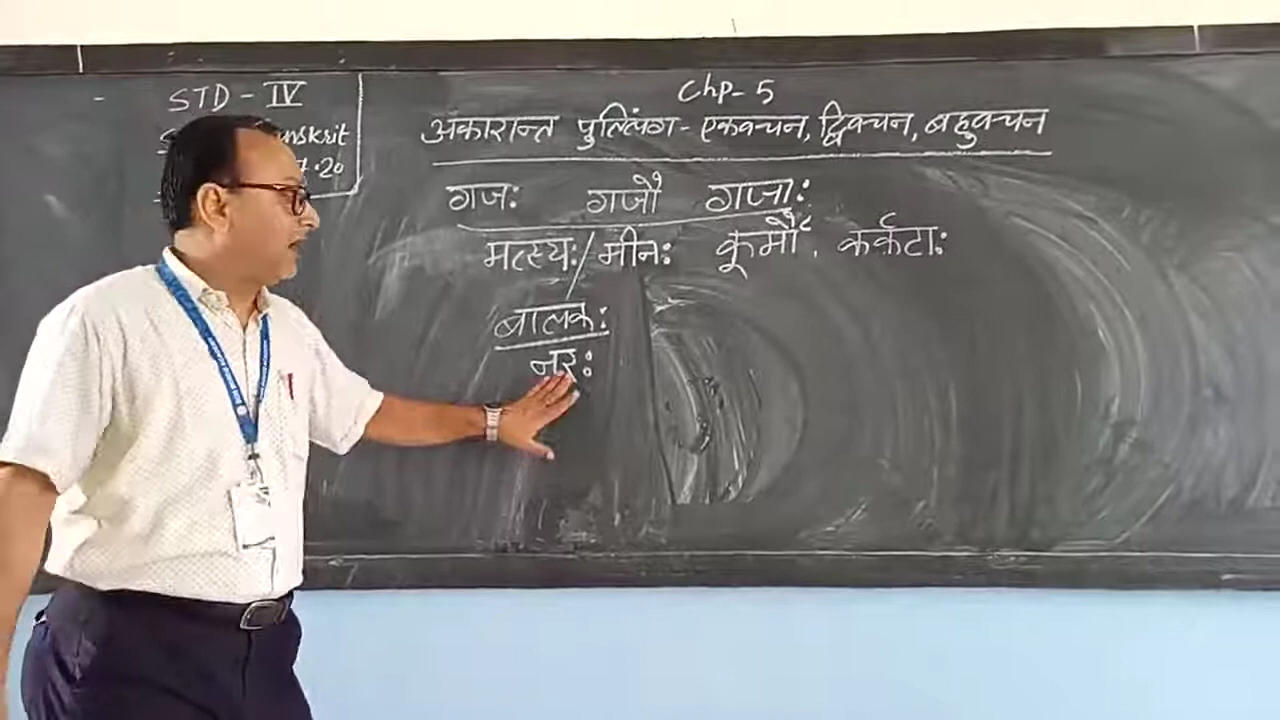 STD - IV
Chp- 5
अकारान्त पुल्लिंग - एकवचन, द्विवचन, बहुवचन
गजः गजौ गजाः
मत्स्यः / मीनः कूर्मौ, कर्कटाः
बालकः
नरः